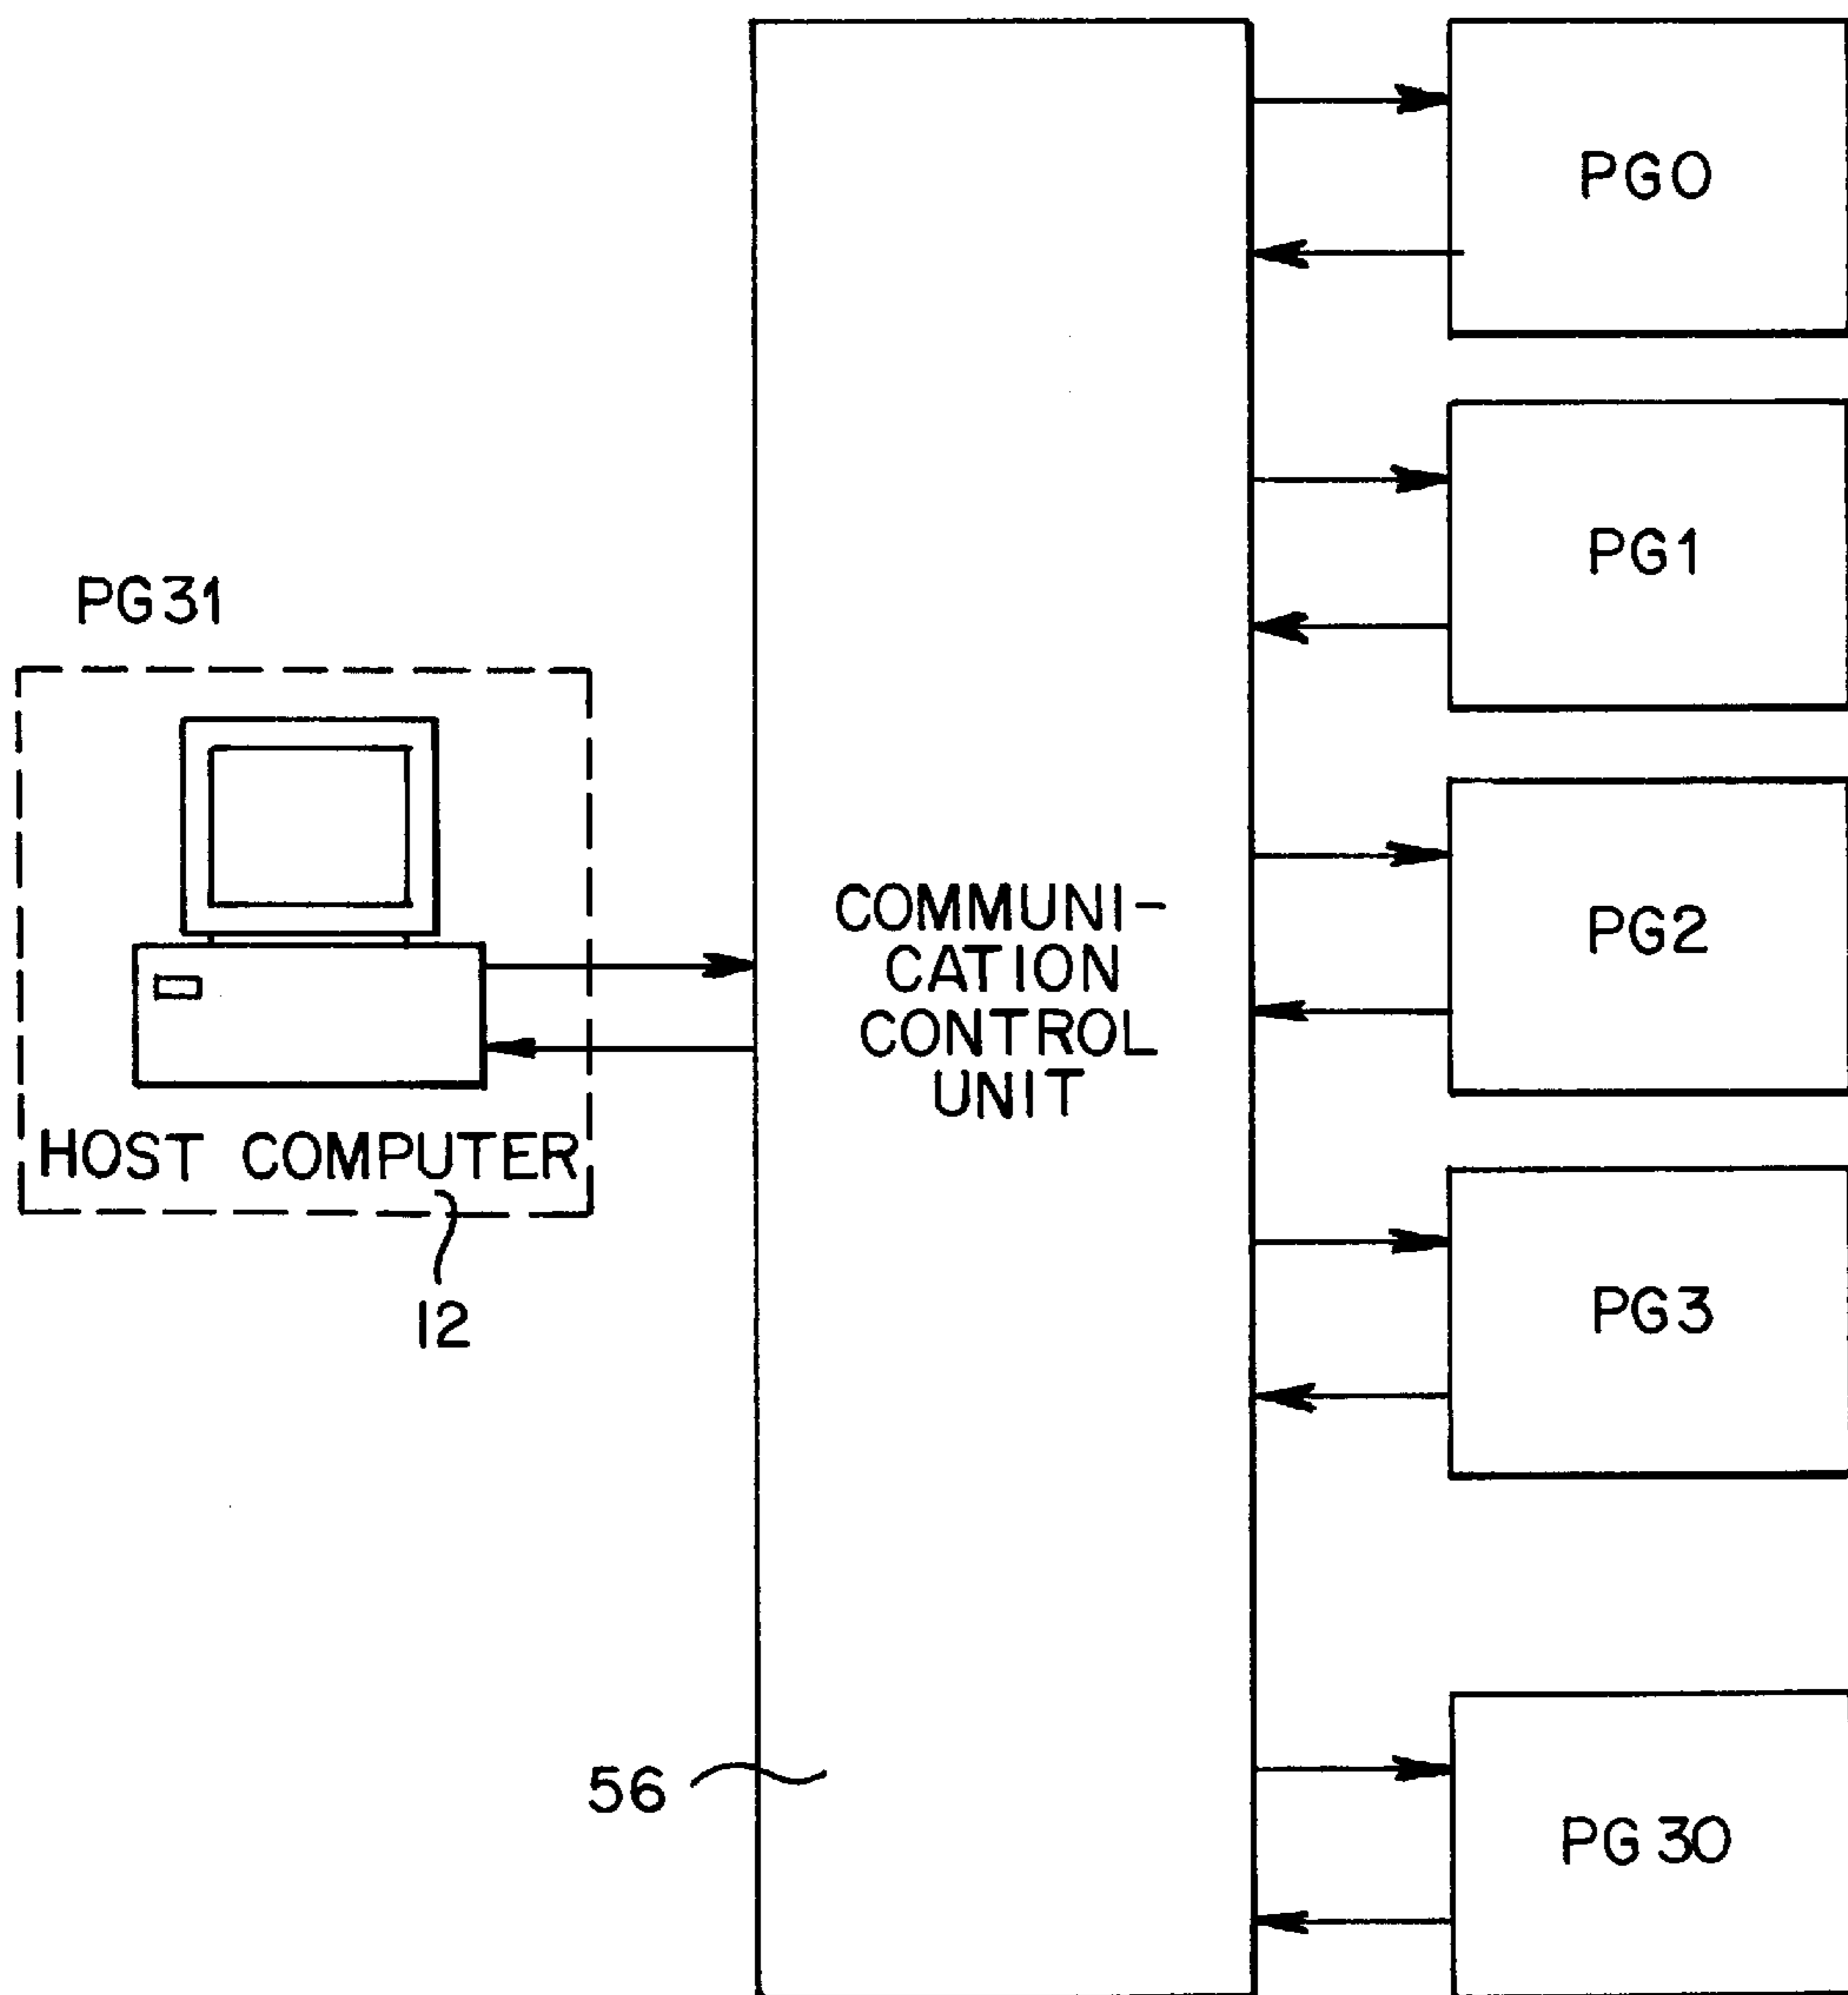 PG0
PG1
PG31
PG2
COMMUNI-
CATION
CONTROL
UNIT
HOST COMPUTER
12
PG3
56
PG30